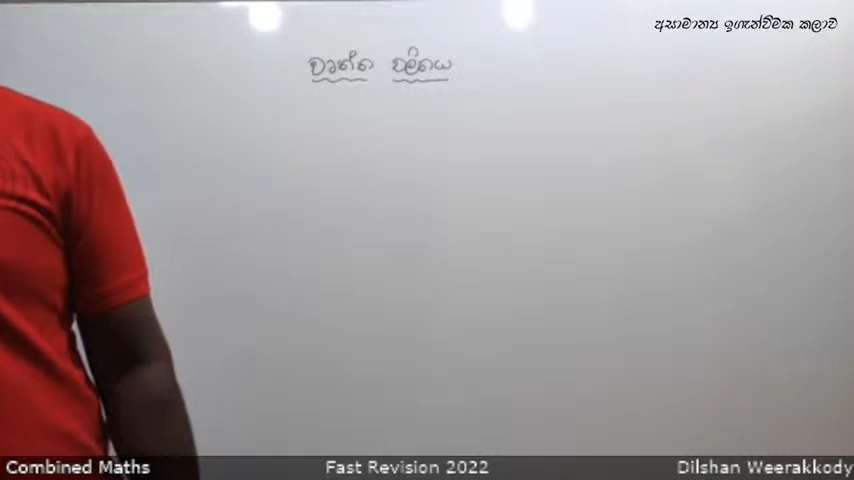 අසාමාන්‍ය ඉගැන්වීමක කලාව
වෘත්ත චලිතය
Combined Maths
Fast Revision 2022
Dilshan Weerakkody